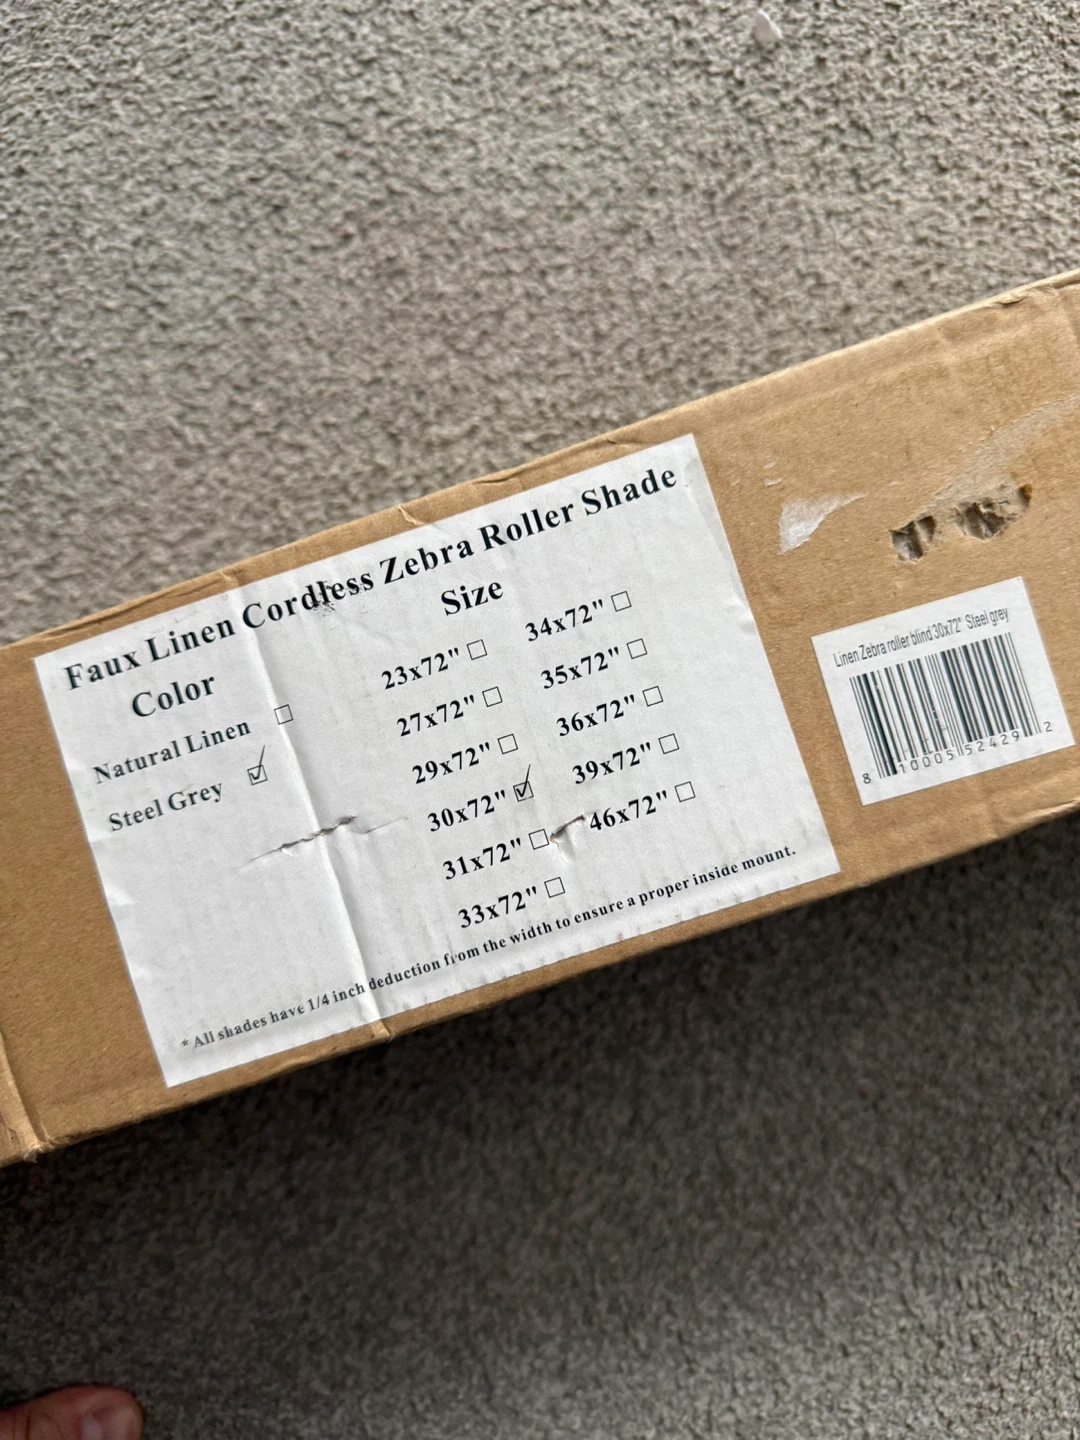 Faux Linen Cordless Zebra Roller Shade
Color
Natural Linen ☐
Steel Grey ☑
Size
23x72" ☐
27x72" ☐
29x72" ☐
30x72" ☑
31x72" ☐
33x72" ☐
34x72" ☐
35x72" ☐
36x72" ☐
39x72" ☐
46x72" ☐
* All shades have 1/4 inch deduction from the width to ensure a proper inside mount.
Linen Zebra roller blind 30x72" Steel grey
8 10005 52429 2